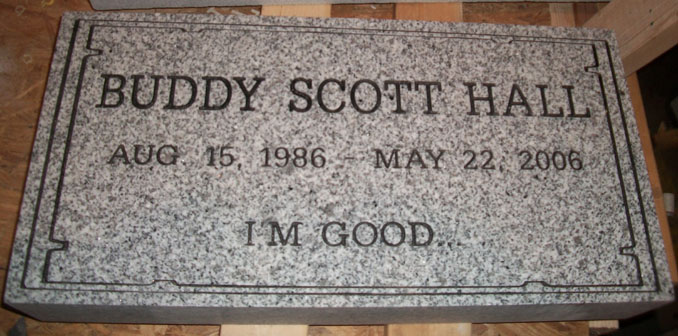 BUDDY SCOTT HALL
AUG. 15, 1986 - MAY 22, 2006
I M GOOD...